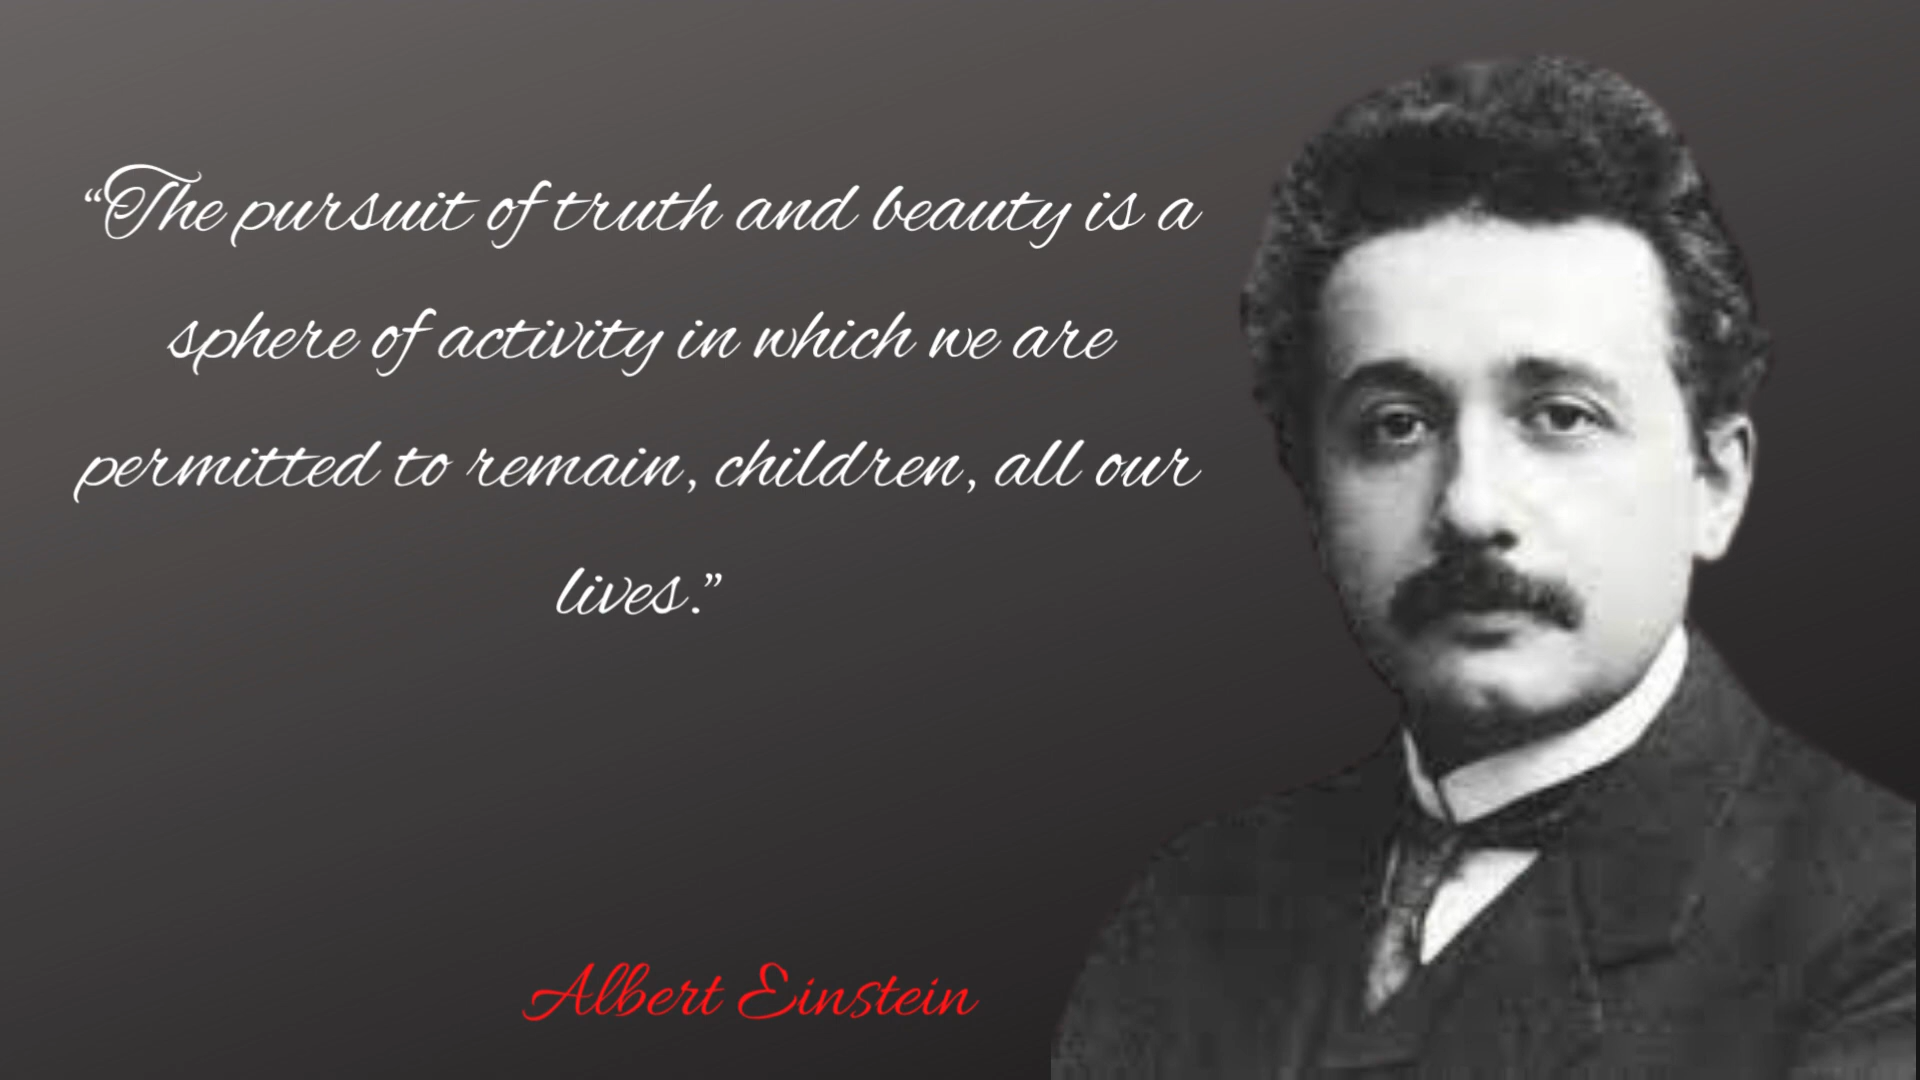 “The pursuit of truth and beauty is a
sphere of activity in which we are
permitted to remain, children, all our
lives.”
Albert Einstein